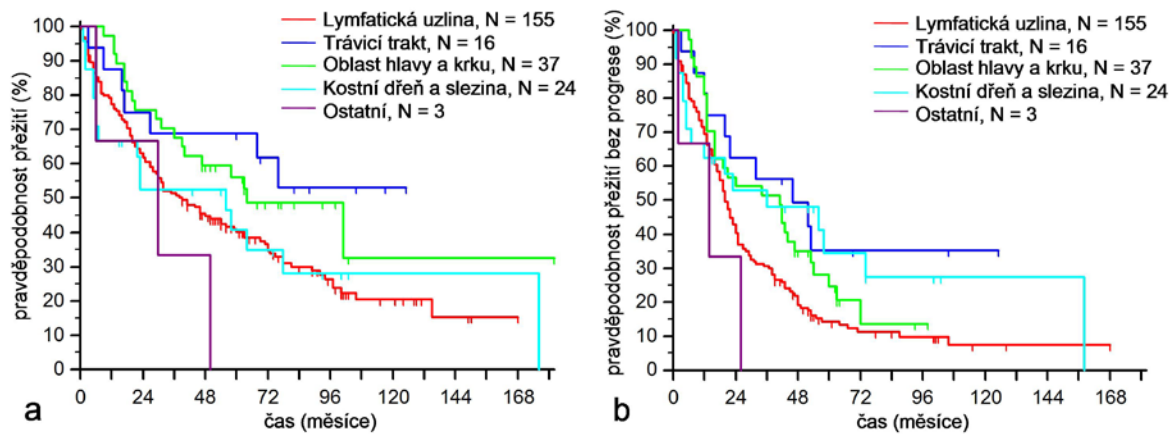 Lymfatická uzlina, N = 155
Trávicí trakt, N = 16
Oblast hlavy a krku, N = 37
Kostní dřeň a slezina, N = 24
Ostatní, N = 3
pravděpodobnost přežití (%)
100
90
80
70
60
50
40
30
20
10
0
0 24 48 72 96 120 144 168
čas (měsíce)
a
Lymfatická uzlina, N = 155
Trávicí trakt, N = 16
Oblast hlavy a krku, N = 37
Kostní dřeň a slezina, N = 24
Ostatní, N = 3
pravděpodobnost přežití bez progrese (%)
100
90
80
70
60
50
40
30
20
10
0
0 24 48 72 96 120 144 168
čas (měsíce)
b